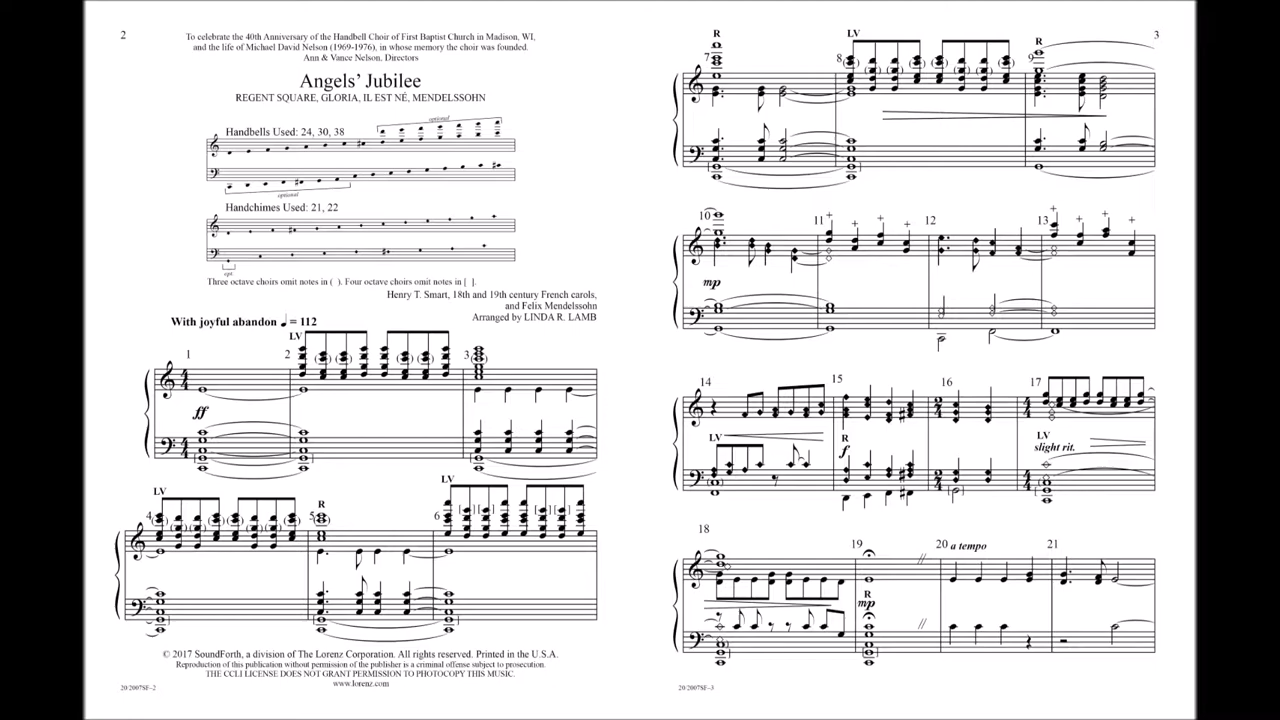 2
To celebrate the 40th Anniversary of the Handbell Choir of First Baptist Church in Madison, WI,
and the life of Michael David Nelson (1969-1976), in whose memory the choir was founded.
Ann & Vance Nelson, Directors
Angels' Jubilee
REGENT SQUARE, GLORIA, IL EST NÉ, MENDELSSOHN
optional
Handbells Used: 24, 30, 38
optional
Handchimes Used: 21, 22
opt.
Three octave choirs omit notes in ( ). Four octave choirs omit notes in [ ].
Henry T. Smart, 18th and 19th century French carols,
and Felix Mendelssohn
Arranged by LINDA R. LAMB
With joyful abandon ♩ = 112
LV
1 2 3
ff
LV R LV
4 5 6
© 2017 SoundForth, a division of The Lorenz Corporation. All rights reserved. Printed in the U.S.A.
Reproduction of this publication without permission of the publisher is a criminal offense subject to prosecution.
THE CCLI LICENSE DOES NOT GRANT PERMISSION TO PHOTOCOPY THIS MUSIC.
www.lorenz.com
20/2007SF–2
3
R LV R
7 8 9
10 11 12 13
mp
14 15 16 17
LV R LV
f slight rit.
18 19 20 a tempo 21
R
mp
20/2007SF–3